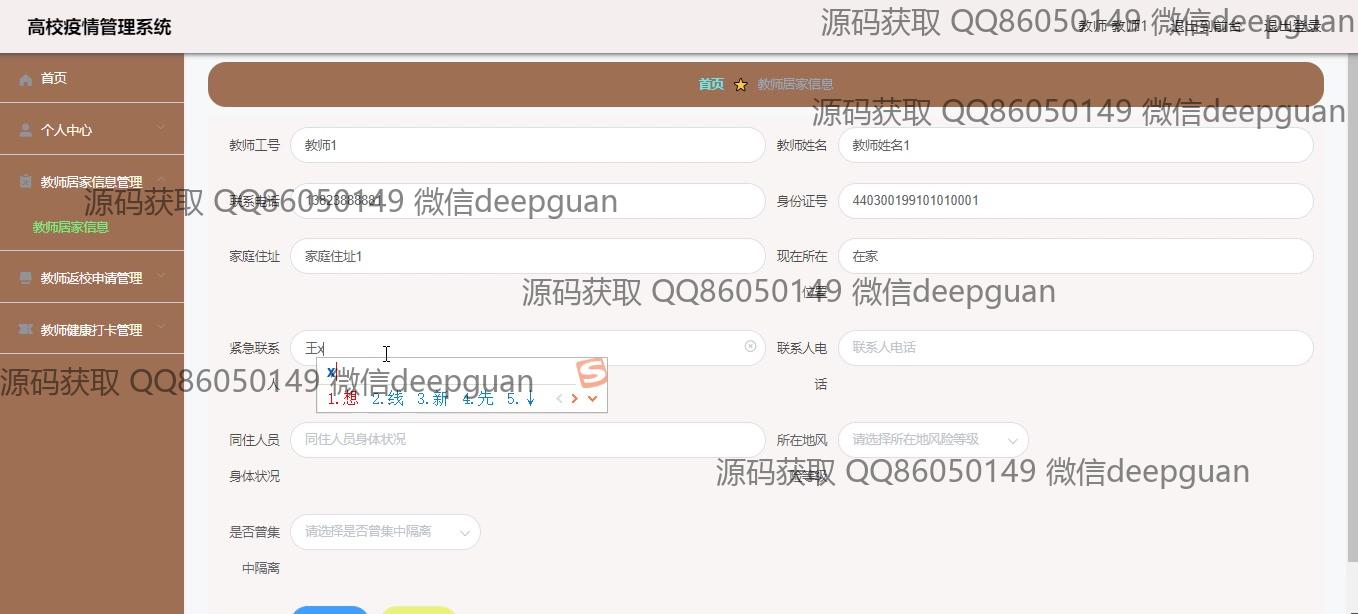 高校疫情管理系统
教师 教师1 退出到前台 退出登录
源码获取 QQ86050149 微信deepguan
首页
首页 教师居家信息
源码获取 QQ86050149 微信deepguan
个人中心
教师工号 教师1 教师姓名 教师姓名1
教师居家信息管理
联系电话 身份证号 440300199101010001
源码获取 QQ86050149 微信deepguan
教师居家信息
家庭住址 家庭住址1 现在所在
位置 在家
教师返校申请管理
源码获取 QQ86050149 微信deepguan
教师健康打卡管理
紧急联系
人 王x 联系人电
话 联系人电话
x
1.想 2.线 3.新 4.先 5.↓
源码获取 QQ86050149 微信deepguan
同住人员
身体状况 同住人员身体状况 所在地风
险等级 请选择所在地风险等级
源码获取 QQ86050149 微信deepguan
是否曾集
中隔离 请选择是否曾集中隔离